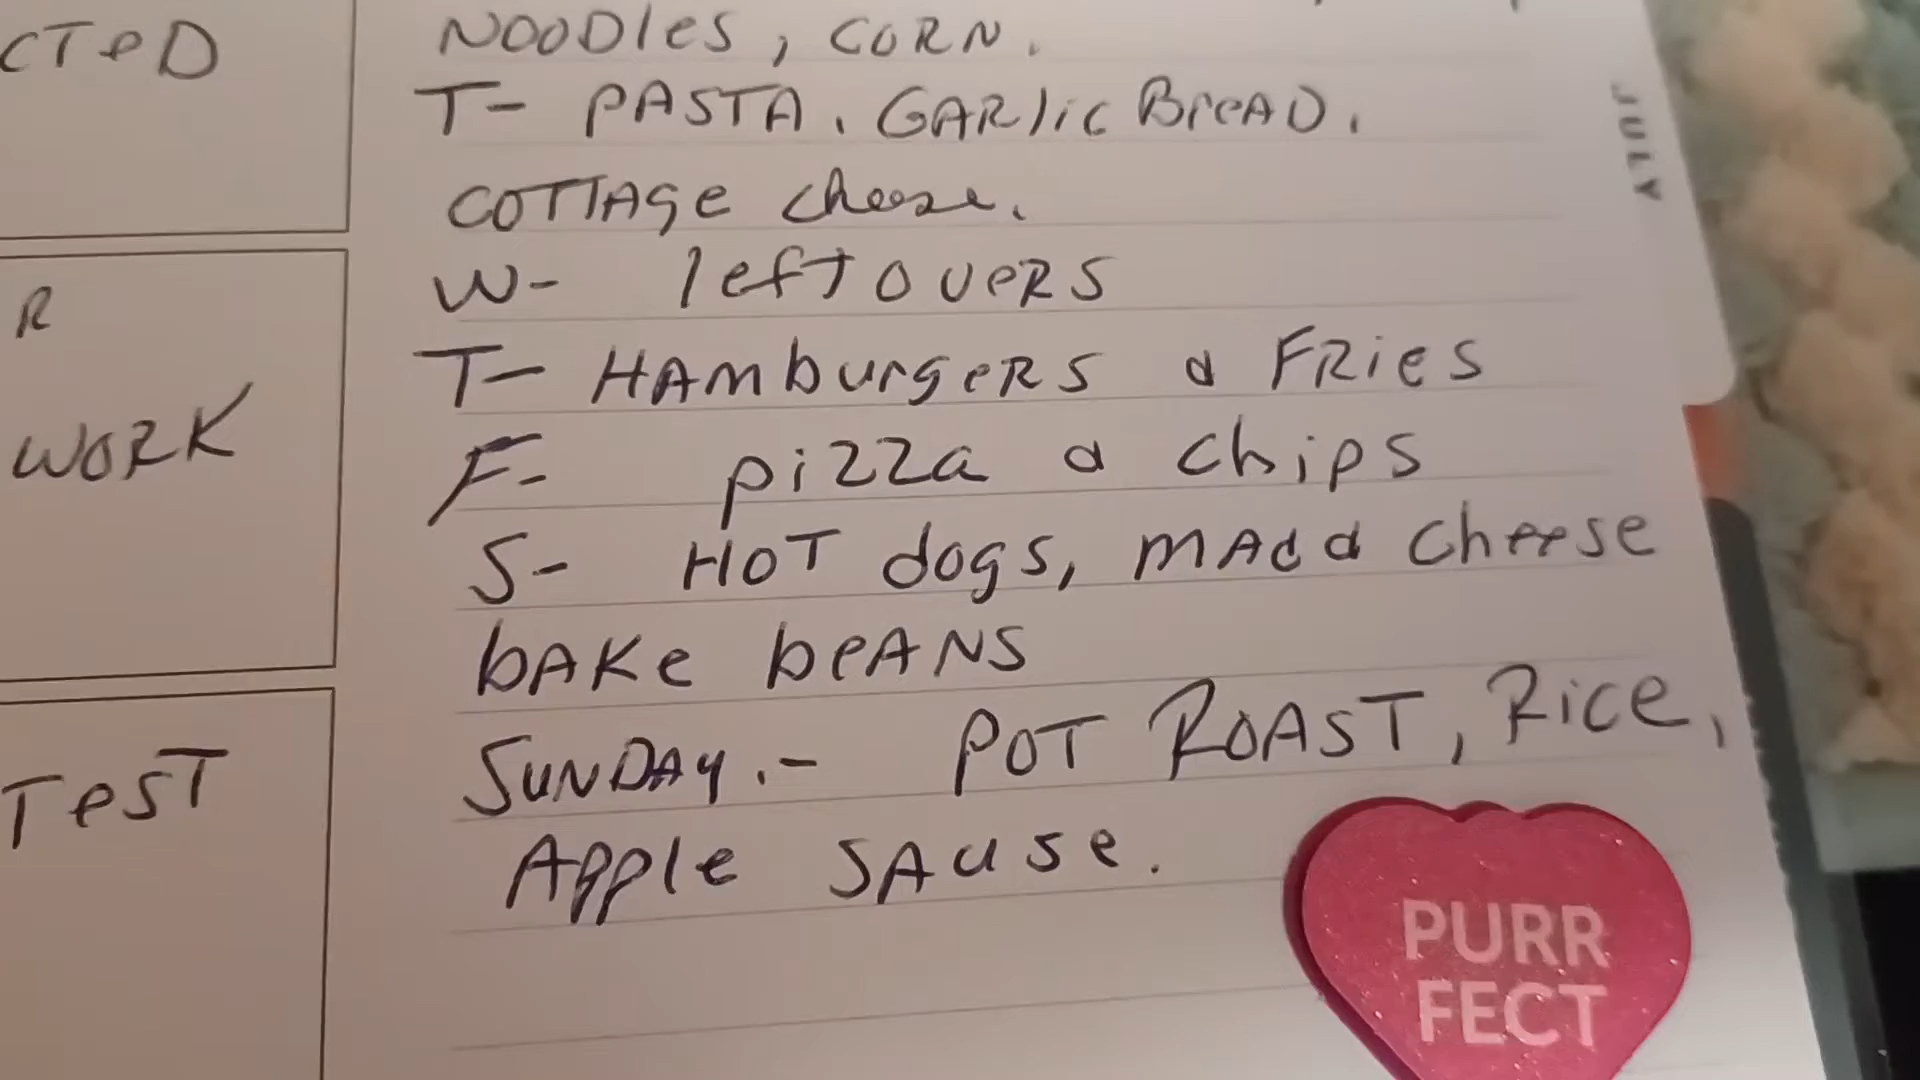 NOODles, CORN.
T- PASTA. GARlic BreAD.
COTTAge cheese.
W- leftovers
T- HAmburgeRS & FRies
F- pizza & chips
S- HOT dogs, mAc & cheese
bAKe beANS
SUNDAY.- POT ROAST, Rice,
Apple SAuse.
CTeD
R
WORK
TesT
JULY
PURR
FECT